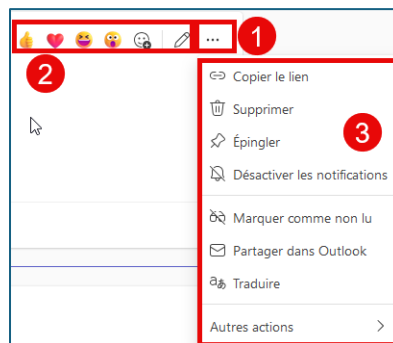 1
2
Copier le lien
Supprimer
3
Épingler
Désactiver les notifications
Marquer comme non lu
Partager dans Outlook
Traduire
Autres actions